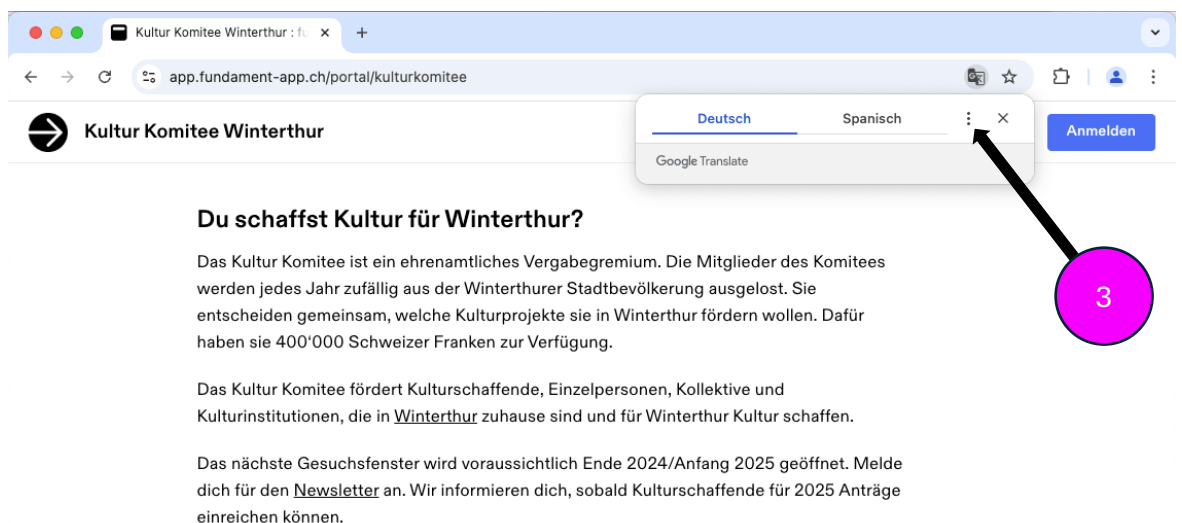 Kultur Komitee Winterthur : fu
app.fundament-app.ch/portal/kulturkomitee
Kultur Komitee Winterthur
Deutsch Spanisch
Anmelden
Google Translate
Du schaffst Kultur für Winterthur?
Das Kultur Komitee ist ein ehrenamtliches Vergabegremium. Die Mitglieder des Komitees
werden jedes Jahr zufällig aus der Winterthurer Stadtbevölkerung ausgelost. Sie
entscheiden gemeinsam, welche Kulturprojekte sie in Winterthur fördern wollen. Dafür
haben sie 400‘000 Schweizer Franken zur Verfügung.
3
Das Kultur Komitee fördert Kulturschaffende, Einzelpersonen, Kollektive und
Kulturinstitutionen, die in Winterthur zuhause sind und für Winterthur Kultur schaffen.
Das nächste Gesuchsfenster wird voraussichtlich Ende 2024/Anfang 2025 geöffnet. Melde
dich für den Newsletter an. Wir informieren dich, sobald Kulturschaffende für 2025 Anträge
einreichen können.